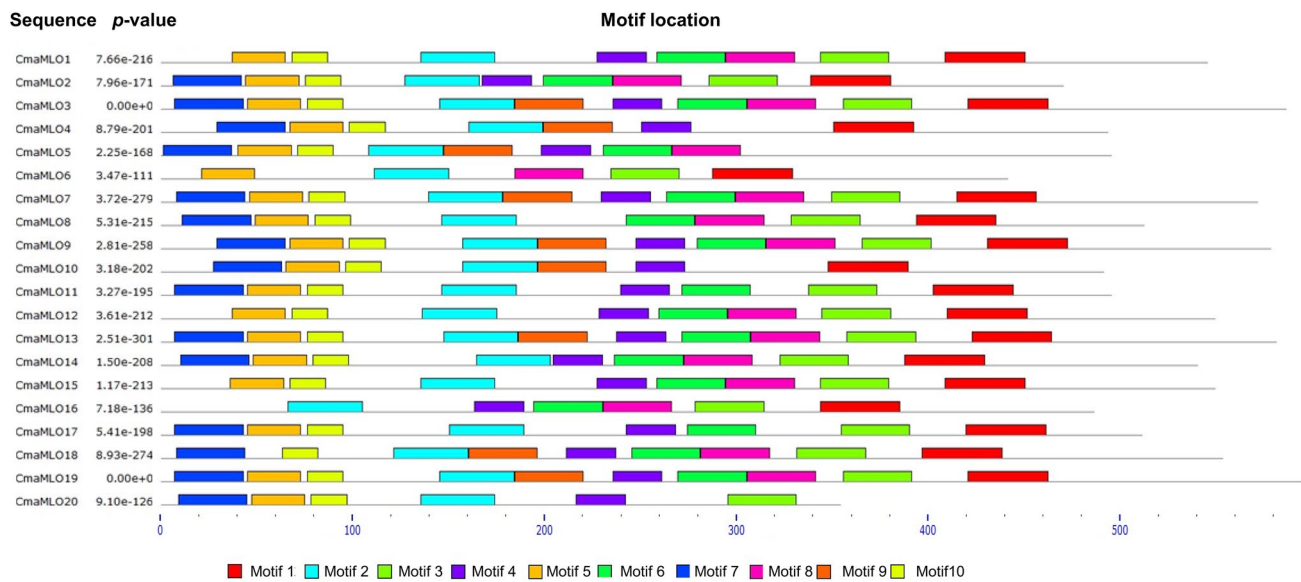 Sequence p-value Motif location
CmaMLO1 7.66e-216
CmaMLO2 7.96e-171
CmaMLO3 0.00e+0
CmaMLO4 8.79e-201
CmaMLO5 2.25e-168
CmaMLO6 3.47e-111
CmaMLO7 3.72e-279
CmaMLO8 5.31e-215
CmaMLO9 2.81e-258
CmaMLO10 3.18e-202
CmaMLO11 3.27e-195
CmaMLO12 3.61e-212
CmaMLO13 2.51e-301
CmaMLO14 1.50e-208
CmaMLO15 1.17e-213
CmaMLO16 7.18e-136
CmaMLO17 5.41e-198
CmaMLO18 8.93e-274
CmaMLO19 0.00e+0
CmaMLO20 9.10e-126
0 100 200 300 400 500
Motif 1 Motif 2 Motif 3 Motif 4 Motif 5 Motif 6 Motif 7 Motif 8 Motif 9 Motif10